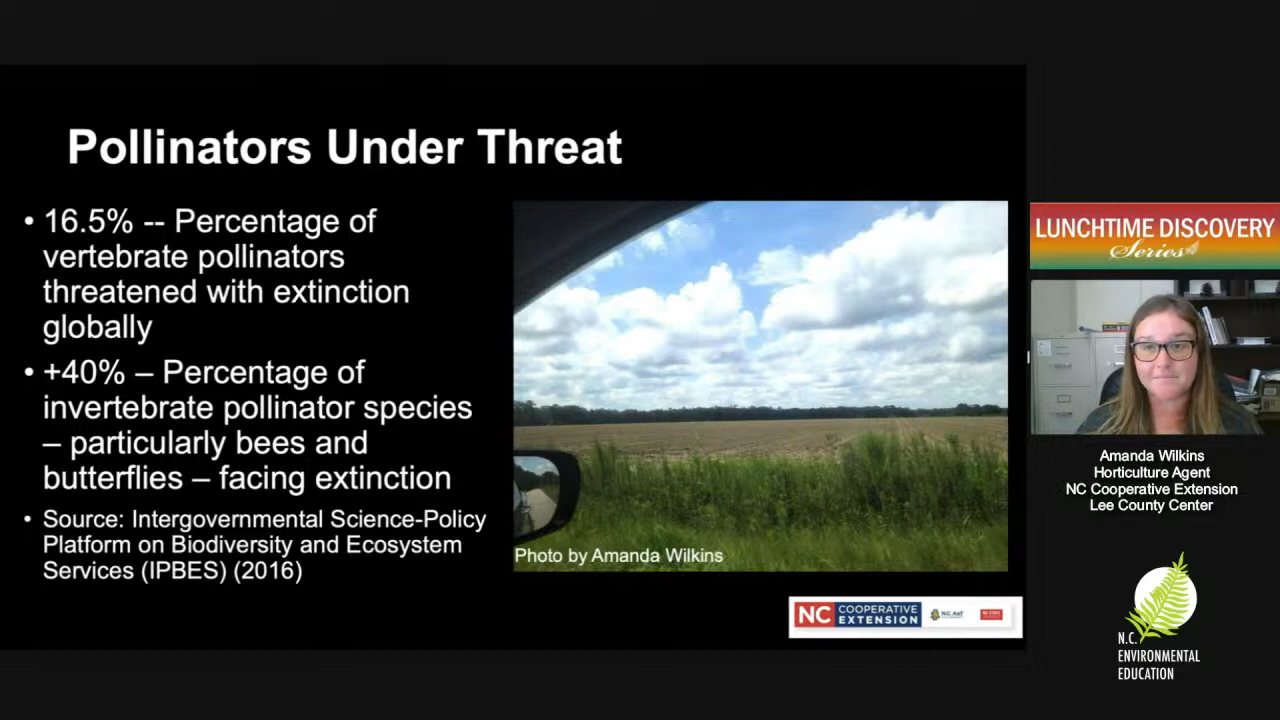 Pollinators Under Threat
• 16.5% -- Percentage of
vertebrate pollinators
threatened with extinction
globally
• +40% – Percentage of
invertebrate pollinator species
– particularly bees and
butterflies – facing extinction
• Source: Intergovernmental Science-Policy
Platform on Biodiversity and Ecosystem
Services (IPBES) (2016)
Photo by Amanda Wilkins
NC COOPERATIVE
EXTENSION
N.C. A&T
NC STATE
LUNCHTIME DISCOVERY
Series
Amanda Wilkins
Horticulture Agent
NC Cooperative Extension
Lee County Center
N.C.
ENVIRONMENTAL
EDUCATION